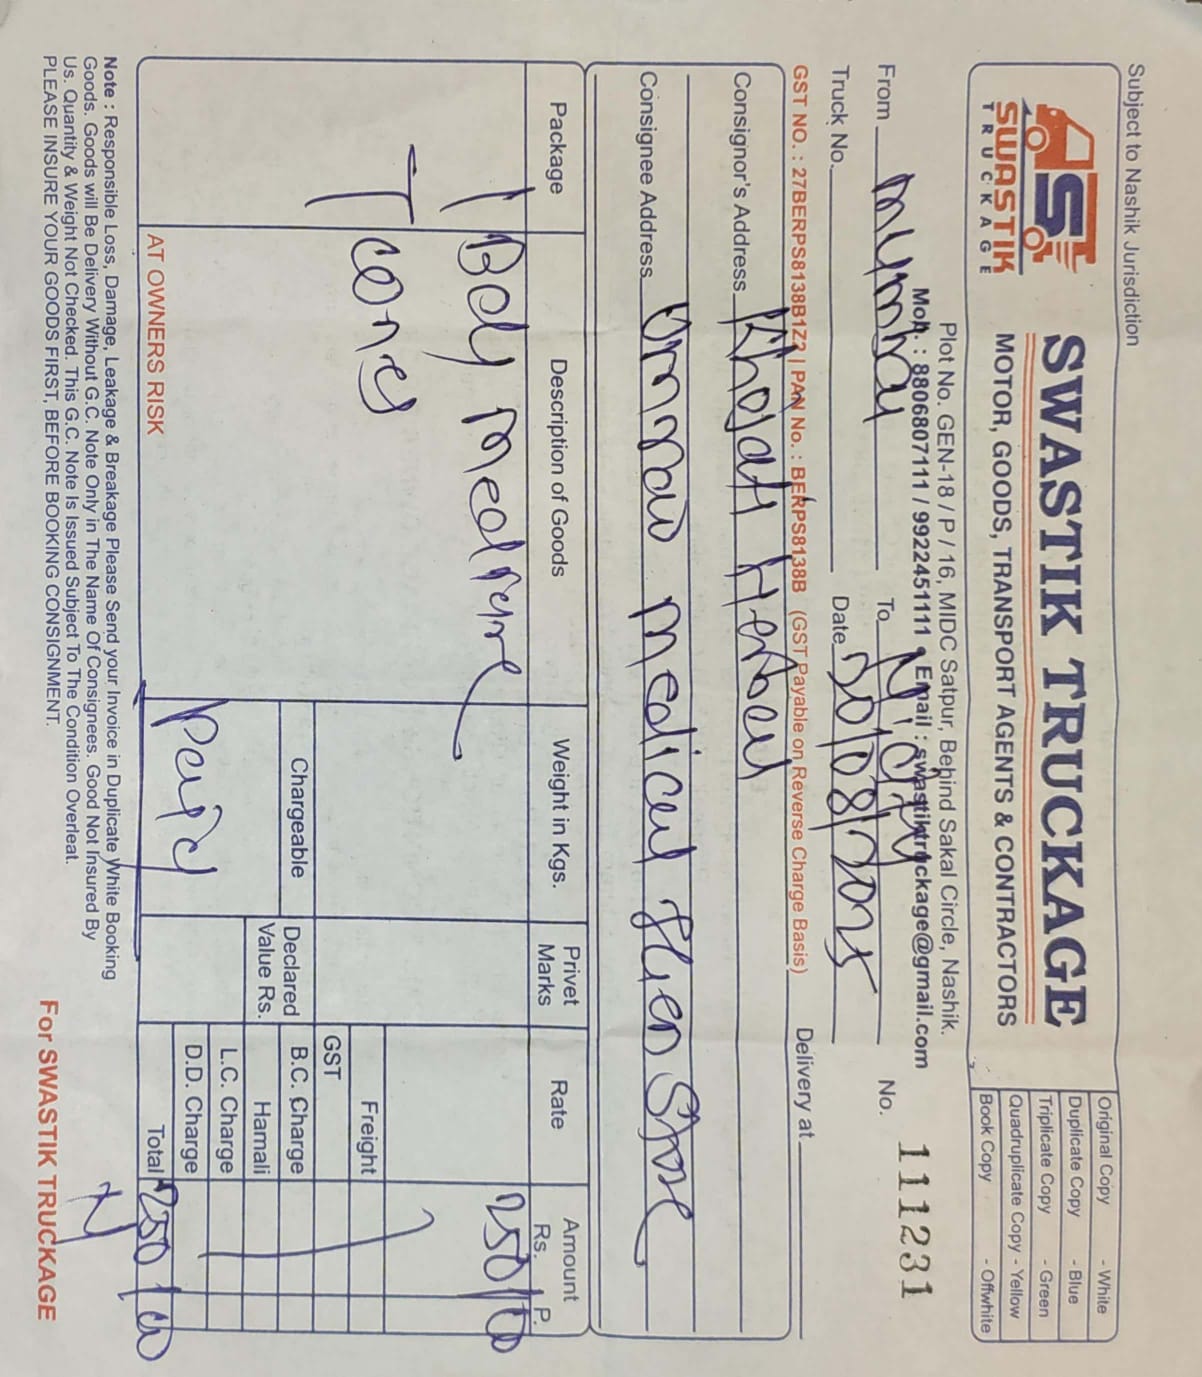 Subject to Nashik Jurisdiction
SWASTIK
TRUCKAGE
SWASTIK TRUCKAGE
MOTOR, GOODS, TRANSPORT AGENTS & CONTRACTORS
Plot No. GEN-18 / P / 16, MIDC Satpur, Behind Sakal Circle, Nashik.
Mob. : 8806807111 / 9922451111 • Email : swastiktruckage@gmail.com
Original Copy - White
Duplicate Copy - Blue
Triplicate Copy - Green
Quadruplicate Copy - Yellow
Book Copy - Offwhite
From Mumbai To No. 111231
Truck No. Date 30/08/2025
GST NO. : 27BERPS8138B1Z2 | PAN No. : BERPS8138B (GST Payable on Reverse Charge Basis) Delivery at
Consignor's Address Khojati Herbal
Consignee Address Medical & Gen Store
Package Description of Goods Weight in Kgs. Privet Marks Rate Amount Rs. P.
1 Box Medicine 250/00
T
Freight
GST
Chargeable Declared Value Rs. B.C. Charge
Hamali
L.C. Charge
D.D. Charge
AT OWNERS RISK Paid Total 250/00
Note : Responsible Loss, Damage, Leakage & Breakage Please Send your Invoice in Duplicate White Booking
Goods. Goods will Be Delivery Without G.C. Note Only in The Name Of Consignees. Good Not Insured By
Us. Quantity & Weight Not Checked. This G.C. Note Is Issued Subject To The Condition Overleat.
PLEASE INSURE YOUR GOODS FIRST, BEFORE BOOKING CONSIGNMENT.
For SWASTIK TRUCKAGE